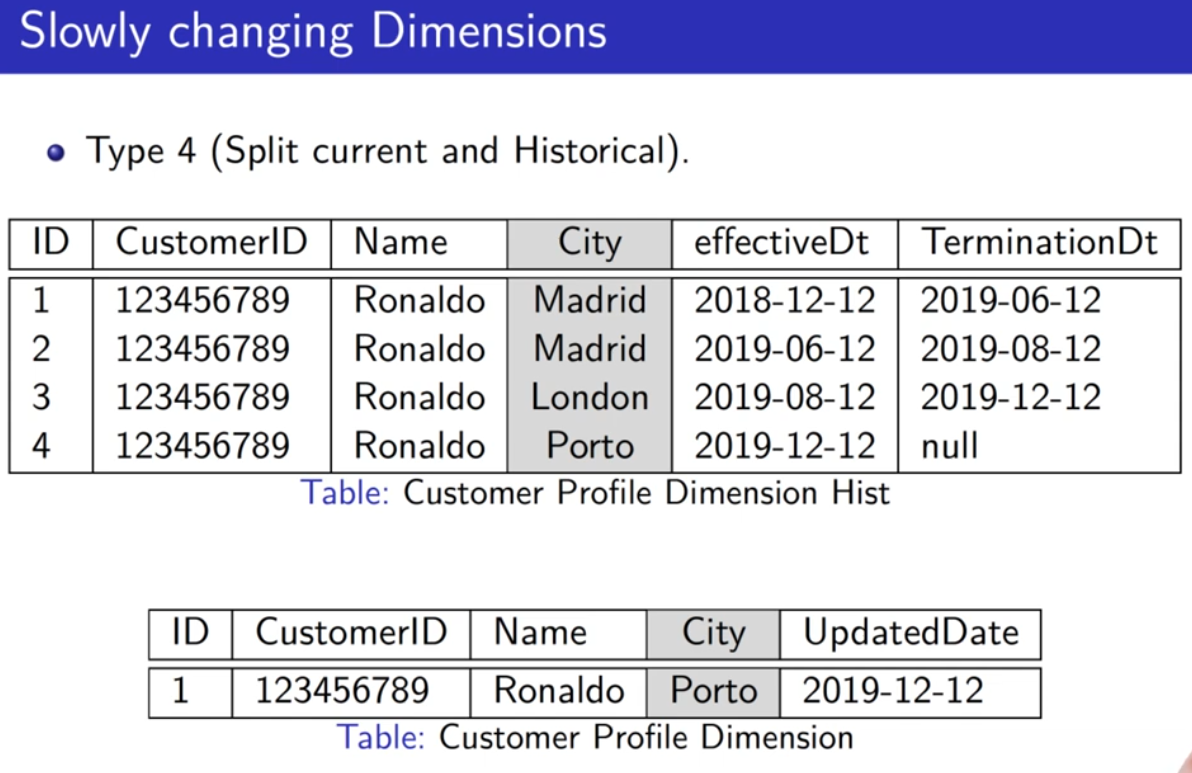 Slowly changing Dimensions
Type 4 (Split current and Historical).
ID CustomerID Name City effectiveDt TerminationDt
1 123456789 Ronaldo Madrid 2018-12-12 2019-06-12
2 123456789 Ronaldo Madrid 2019-06-12 2019-08-12
3 123456789 Ronaldo London 2019-08-12 2019-12-12
4 123456789 Ronaldo Porto 2019-12-12 null
Table: Customer Profile Dimension Hist
ID CustomerID Name City UpdatedDate
1 123456789 Ronaldo Porto 2019-12-12
Table: Customer Profile Dimension